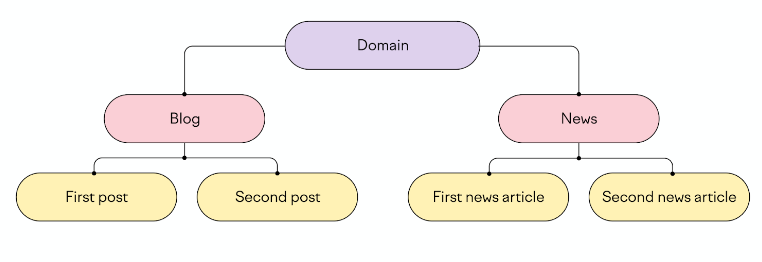 Domain
Blog
News
First post
Second post
First news article
Second news article